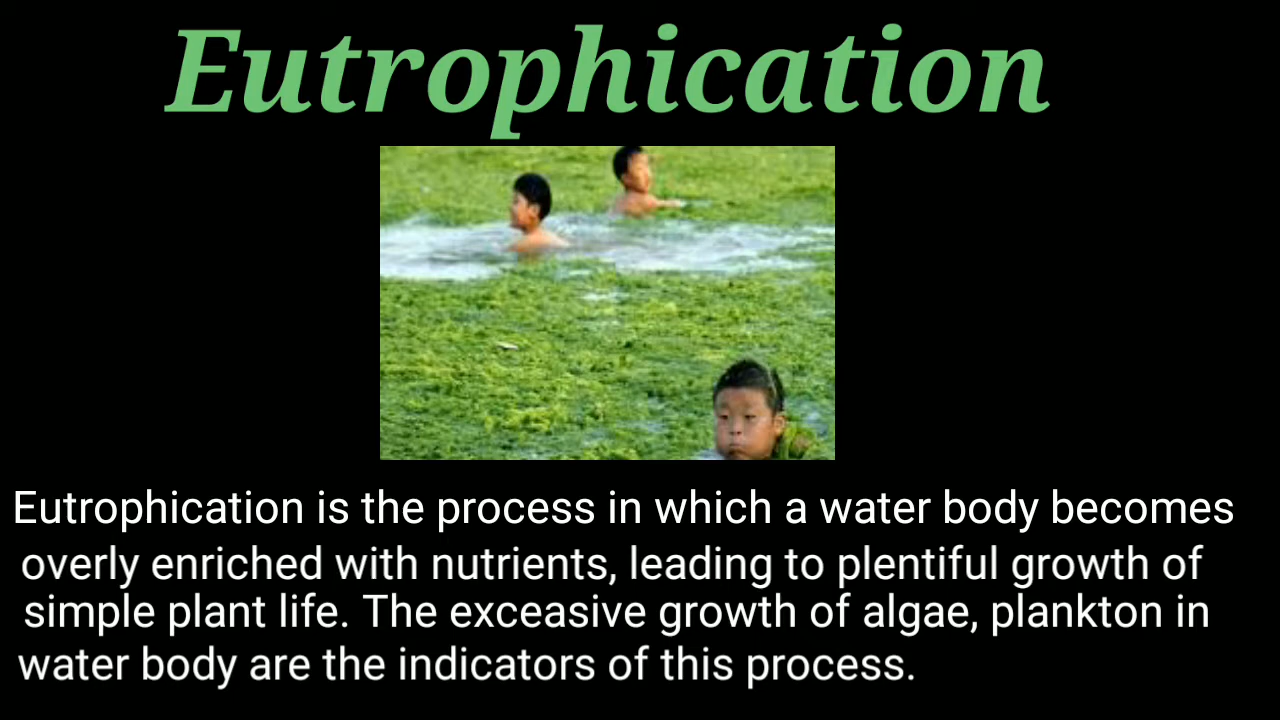 Eutrophication
Eutrophication is the process in which a water body becomes
overly enriched with nutrients, leading to plentiful growth of
simple plant life. The exceasive growth of algae, plankton in
water body are the indicators of this process.